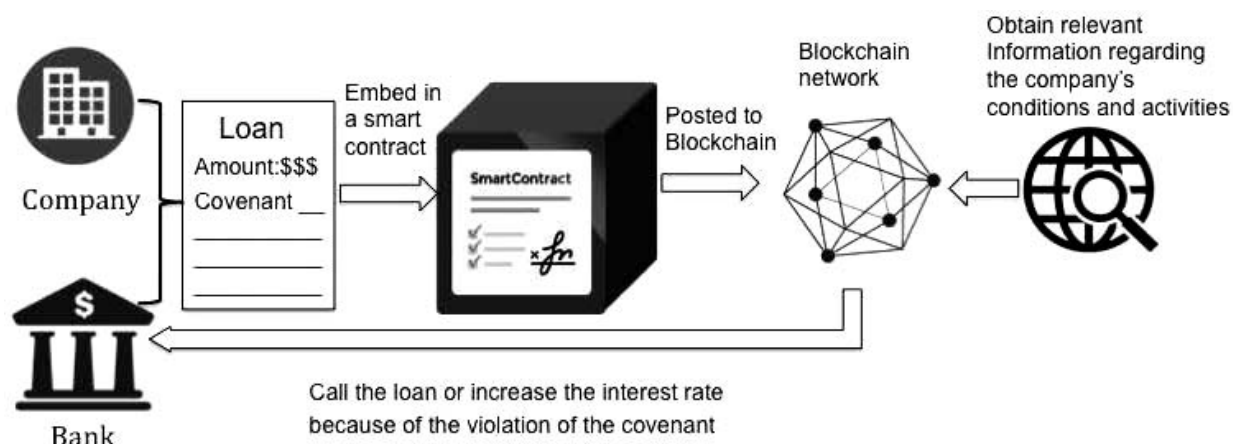 Company
$
Bank
Loan
Amount:$$$
Covenant __
Embed in
a smart
contract
SmartContract
Posted to
Blockchain
Blockchain
network
Obtain relevant
Information regarding
the company's
conditions and activities
Call the loan or increase the interest rate
because of the violation of the covenant